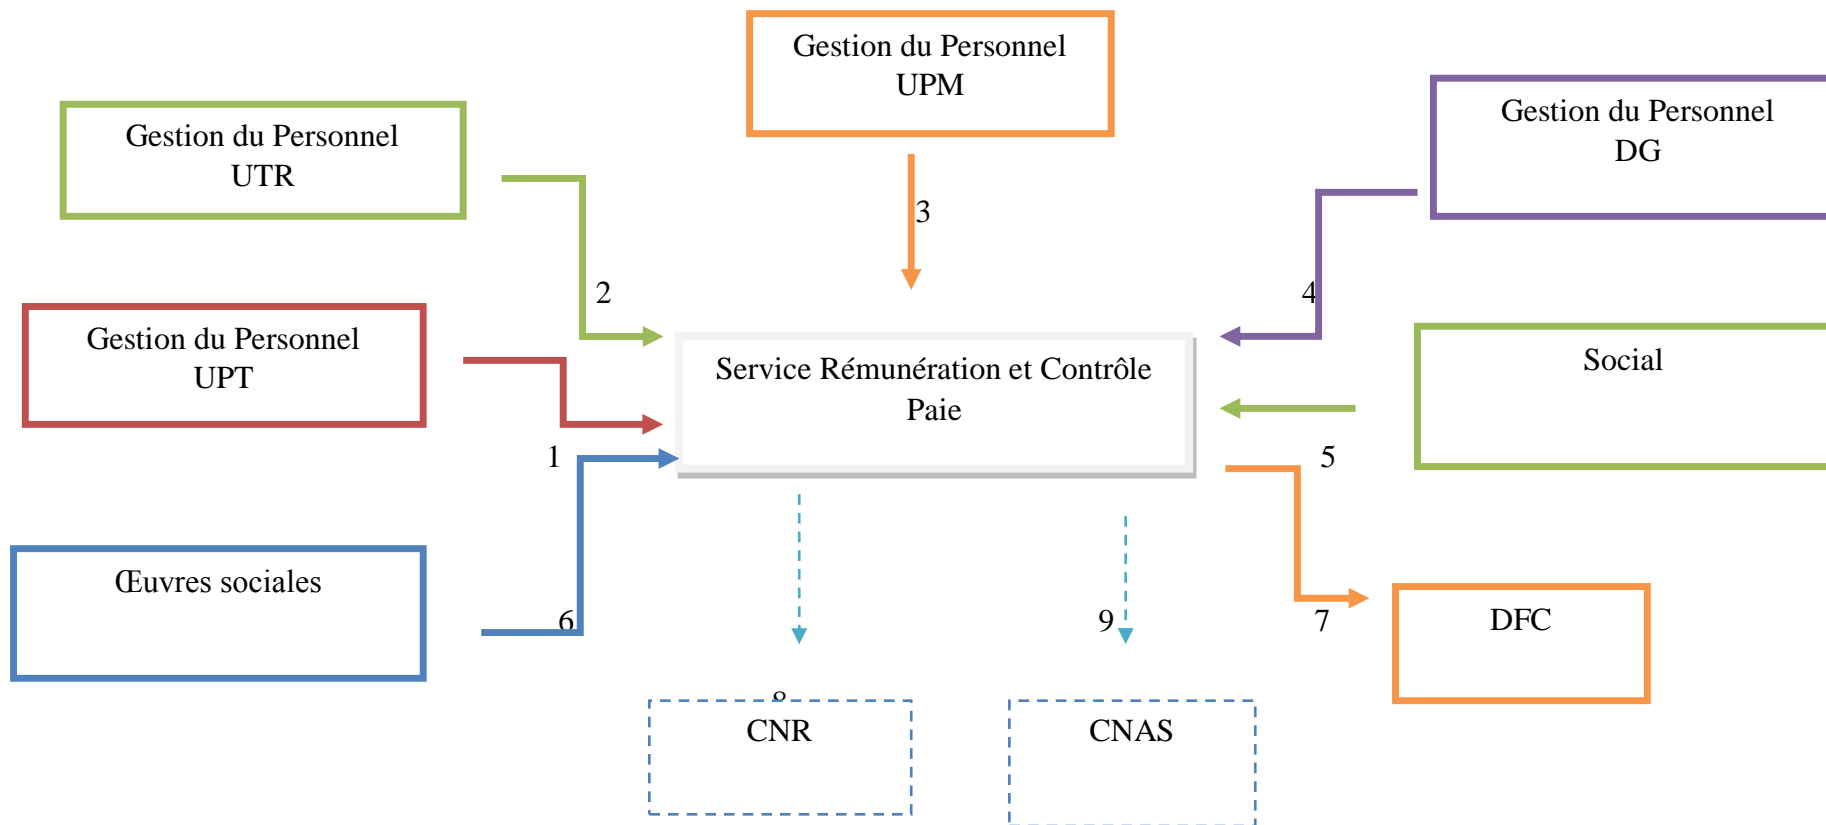 Gestion du Personnel
UPM
Gestion du Personnel
DG
Gestion du Personnel
UTR
3
2
4
Gestion du Personnel
UPT
Service Rémunération et Contrôle
Paie
Social
1
5
Œuvres sociales
6
9
7
DFC
8
CNR
CNAS